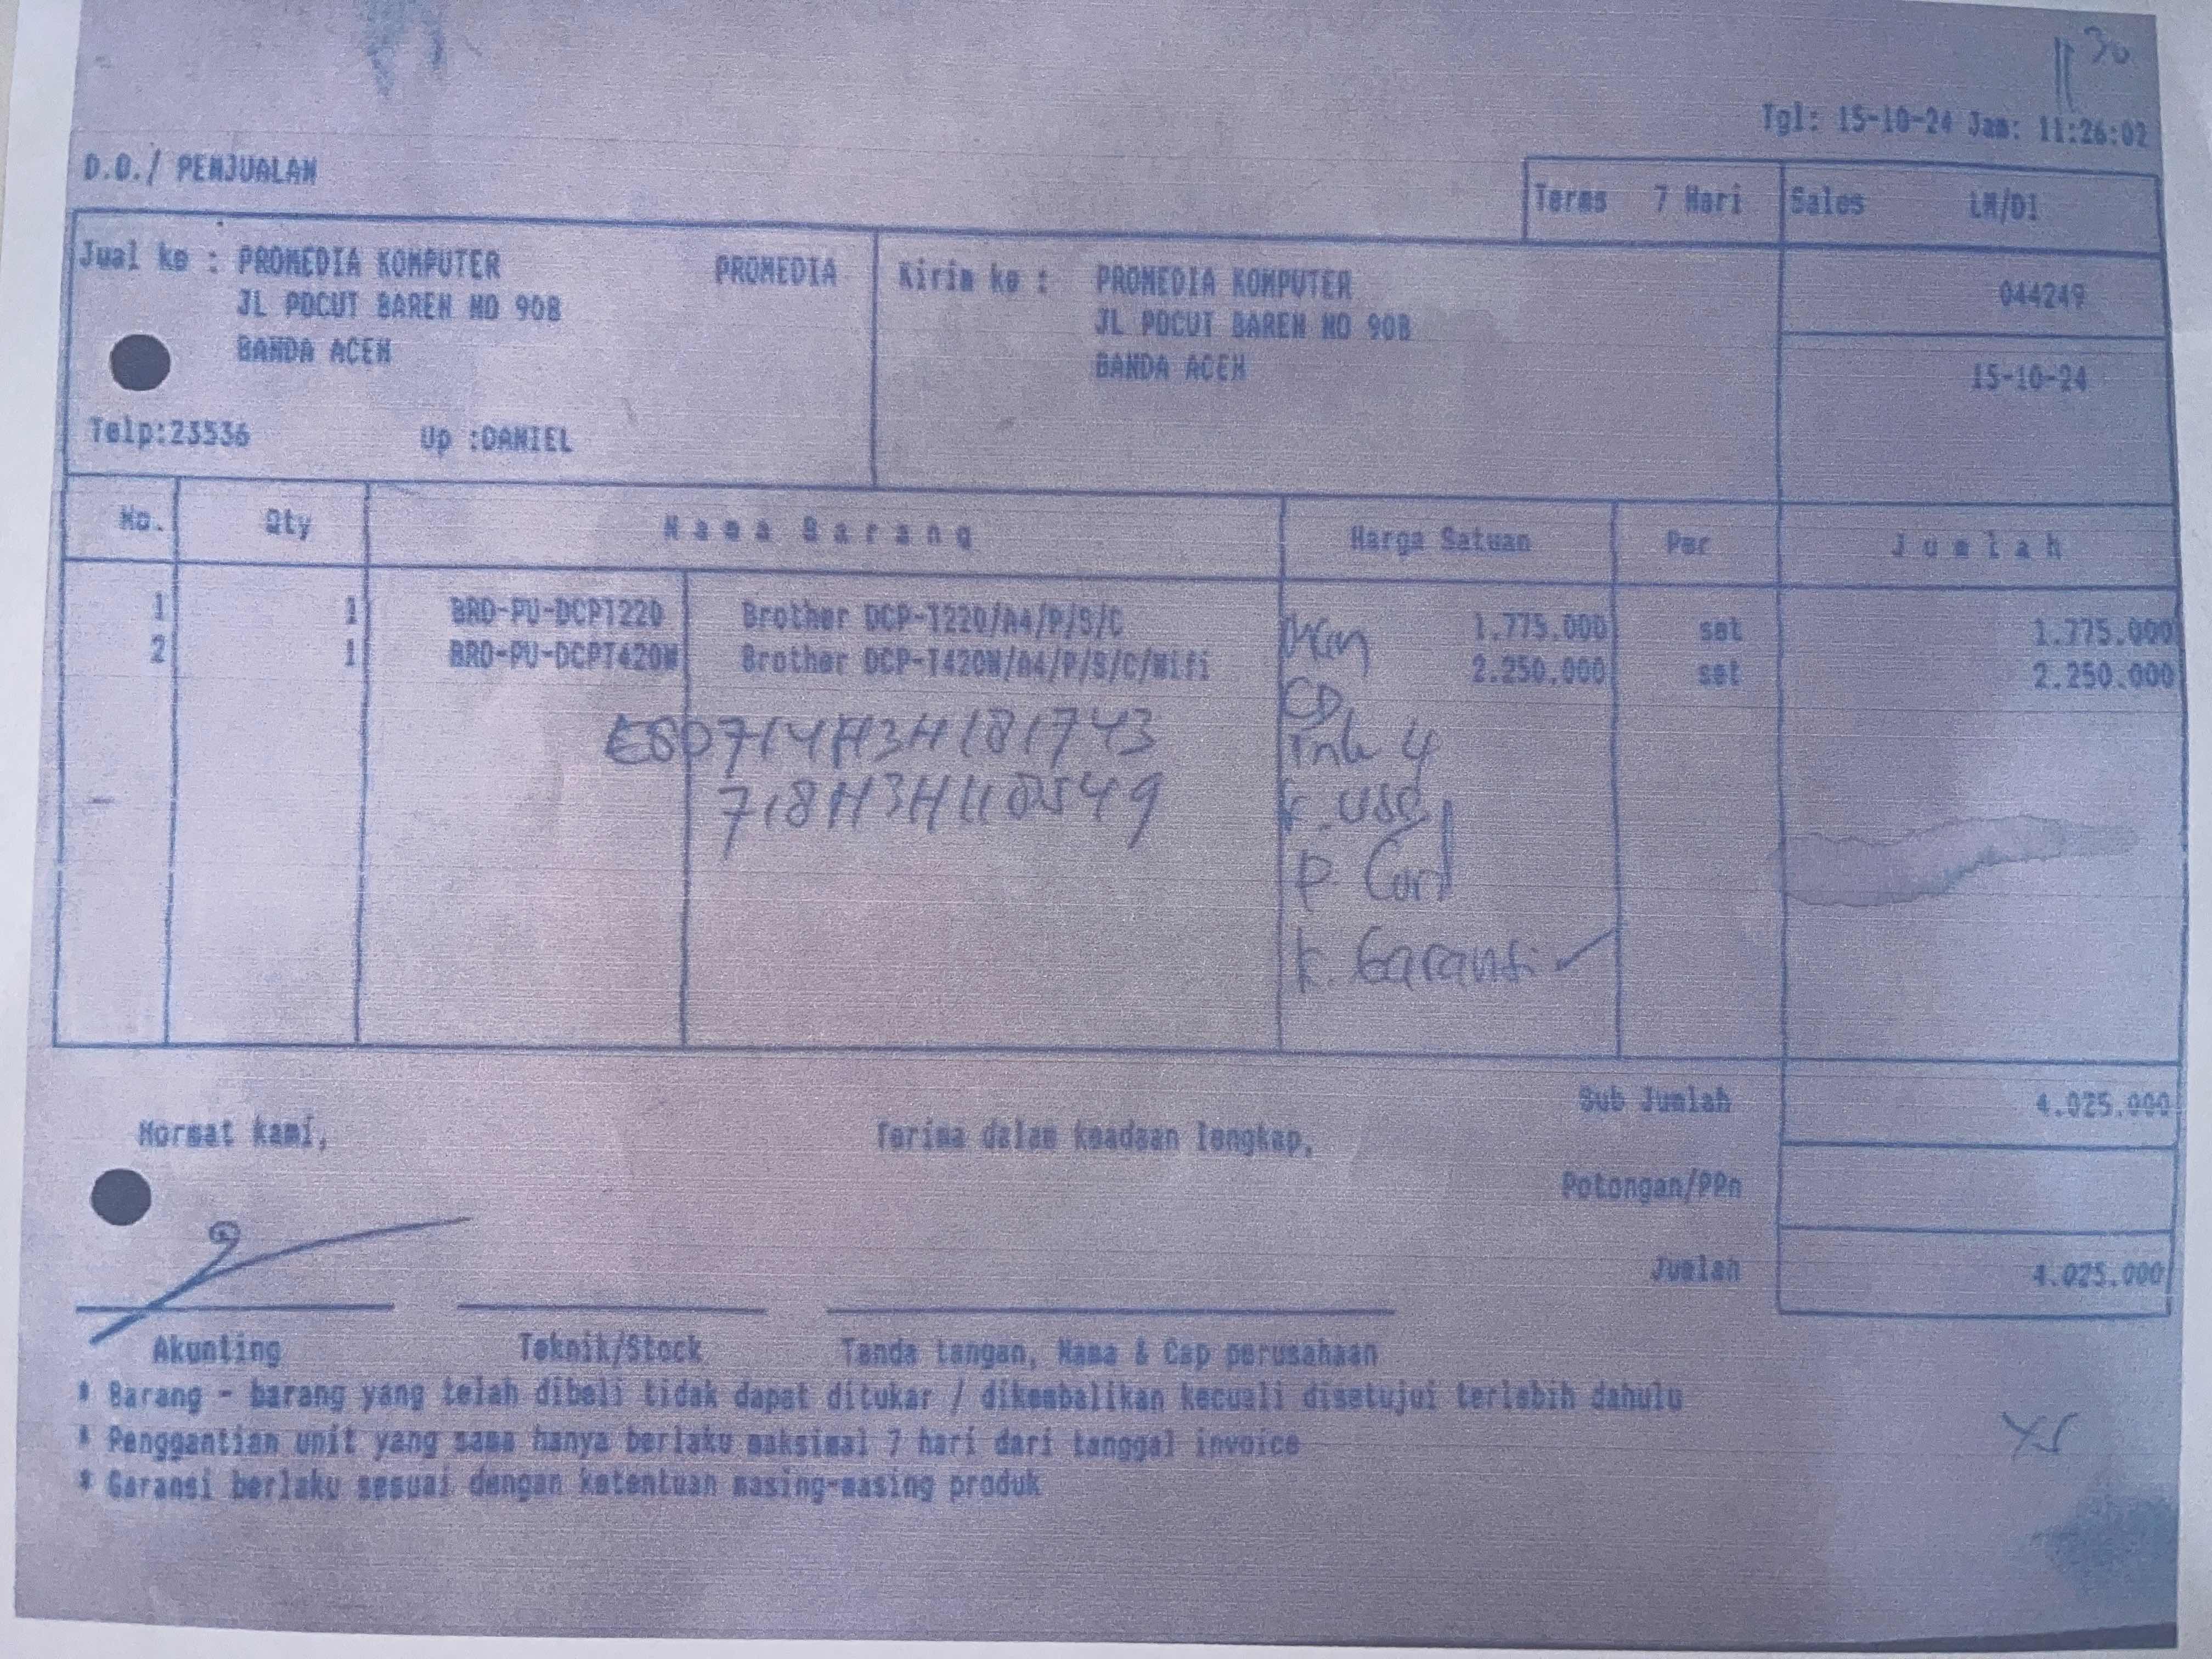 30
Tgl: 15-10-24 Jam: 11:26:02
D.O./ PENJUALAN
Terms 7 Hari Sales LM/DI
Jual ke : PROMEDIA KOMPUTER PROMEDIA
JL POCUT BAREN NO 90B
BANDA ACEH
Telp:23536 Up :DANIEL
Kirim ke : PROMEDIA KOMPUTER
JL POCUT BAREN NO 90B
BANDA ACEH
044249
15-10-24
No. Qty Nama Barang Harga Satuan Per Jumlah
1 1 BRO-PU-DCPT220 Brother DCP-T220/A4/P/S/C 1.775.000 set 1.775.000
2 1 BRO-PU-DCPT420W Brother DCP-T420W/A4/P/S/C/Wifi 2.250.000 set 2.250.000
CD
Ink 4
K. USB
P. Cord
K. Garansi ✓
Sub Jumlah 4.025.000
Hormat kami, Terima dalam keadaan lengkap,
Potongan/PPn
Jumlah 4.025.000
Akunting Teknik/Stock Tanda tangan, Nama & Cap perusahaan
* Barang - barang yang telah dibeli tidak dapat ditukar / dikembalikan kecuali disetujui terlebih dahulu
* Penggantian unit yang sama hanya berlaku maksimal 7 hari dari tanggal invoice
* Garansi berlaku sesuai dengan ketentuan masing-masing produk